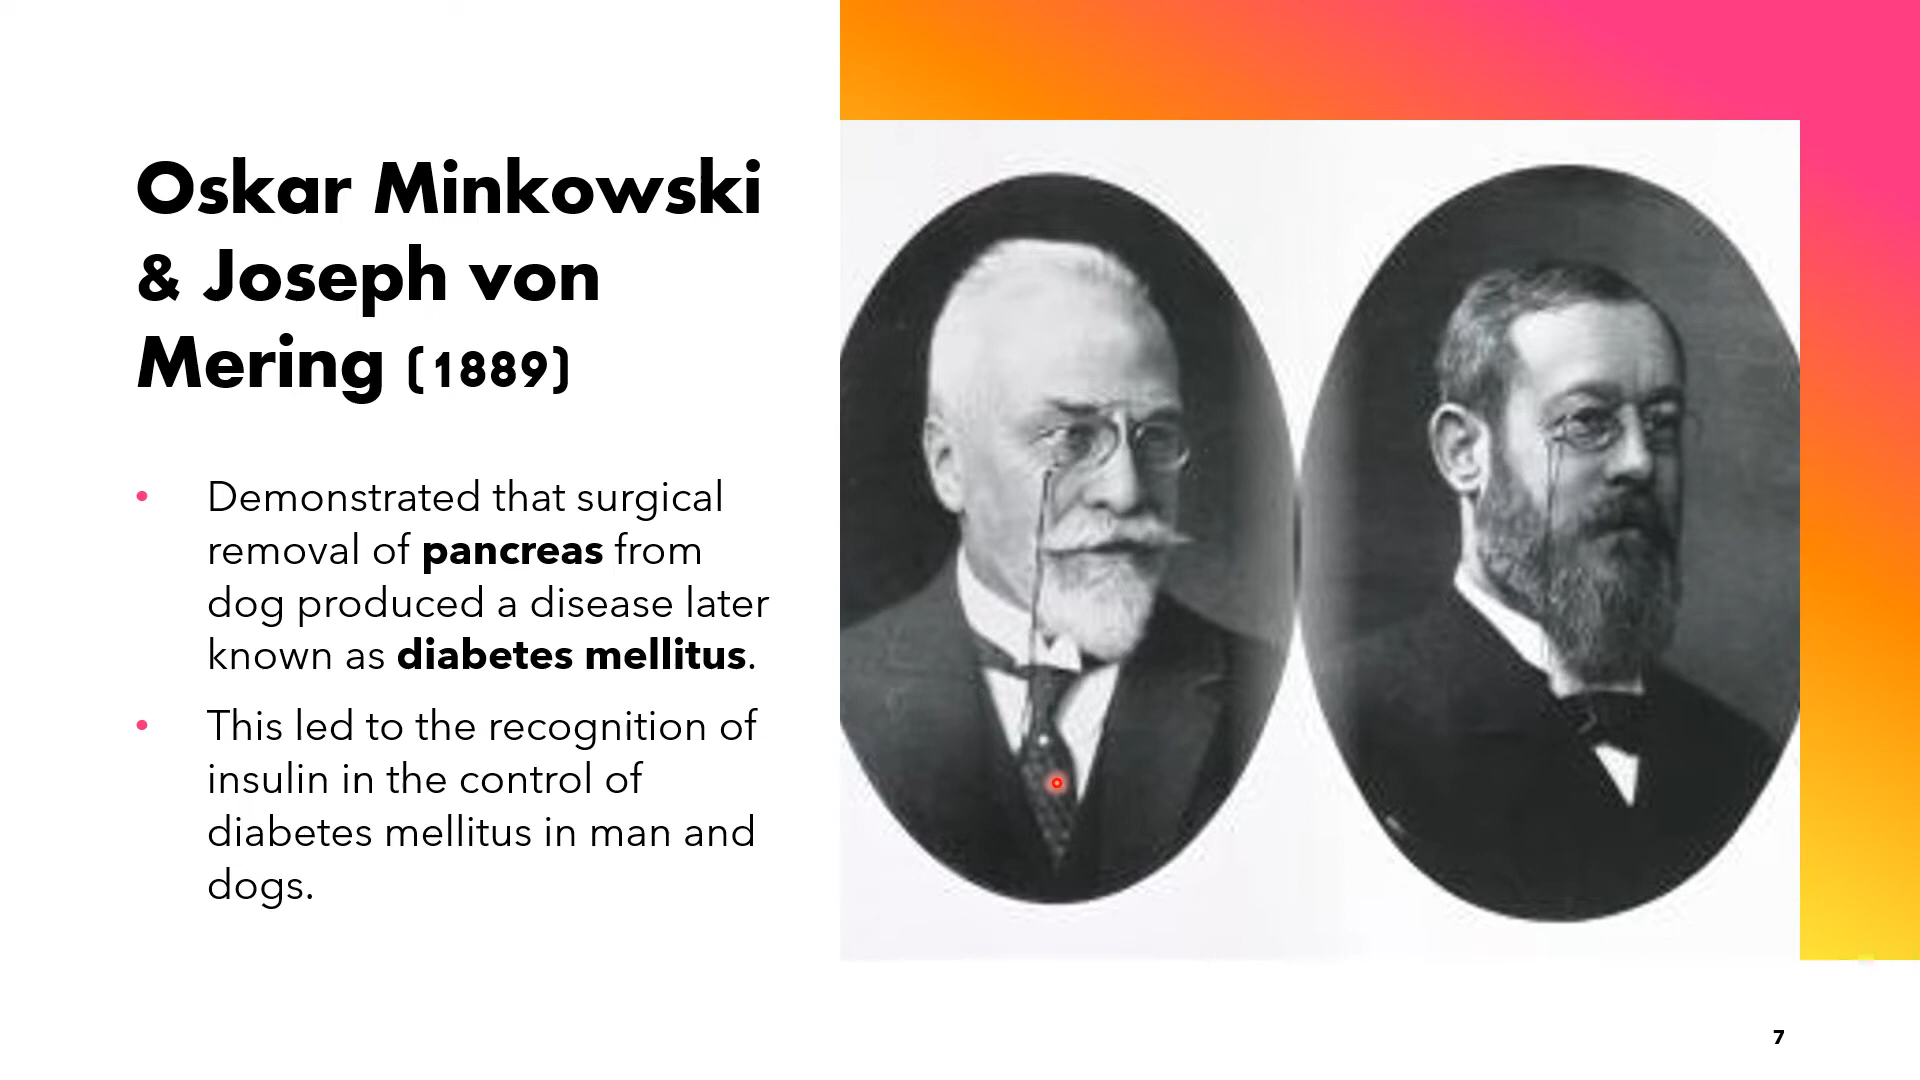 Oskar Minkowski
& Joseph von
Mering (1889)
• Demonstrated that surgical
removal of pancreas from
dog produced a disease later
known as diabetes mellitus.
• This led to the recognition of
insulin in the control of
diabetes mellitus in man and
dogs.
7